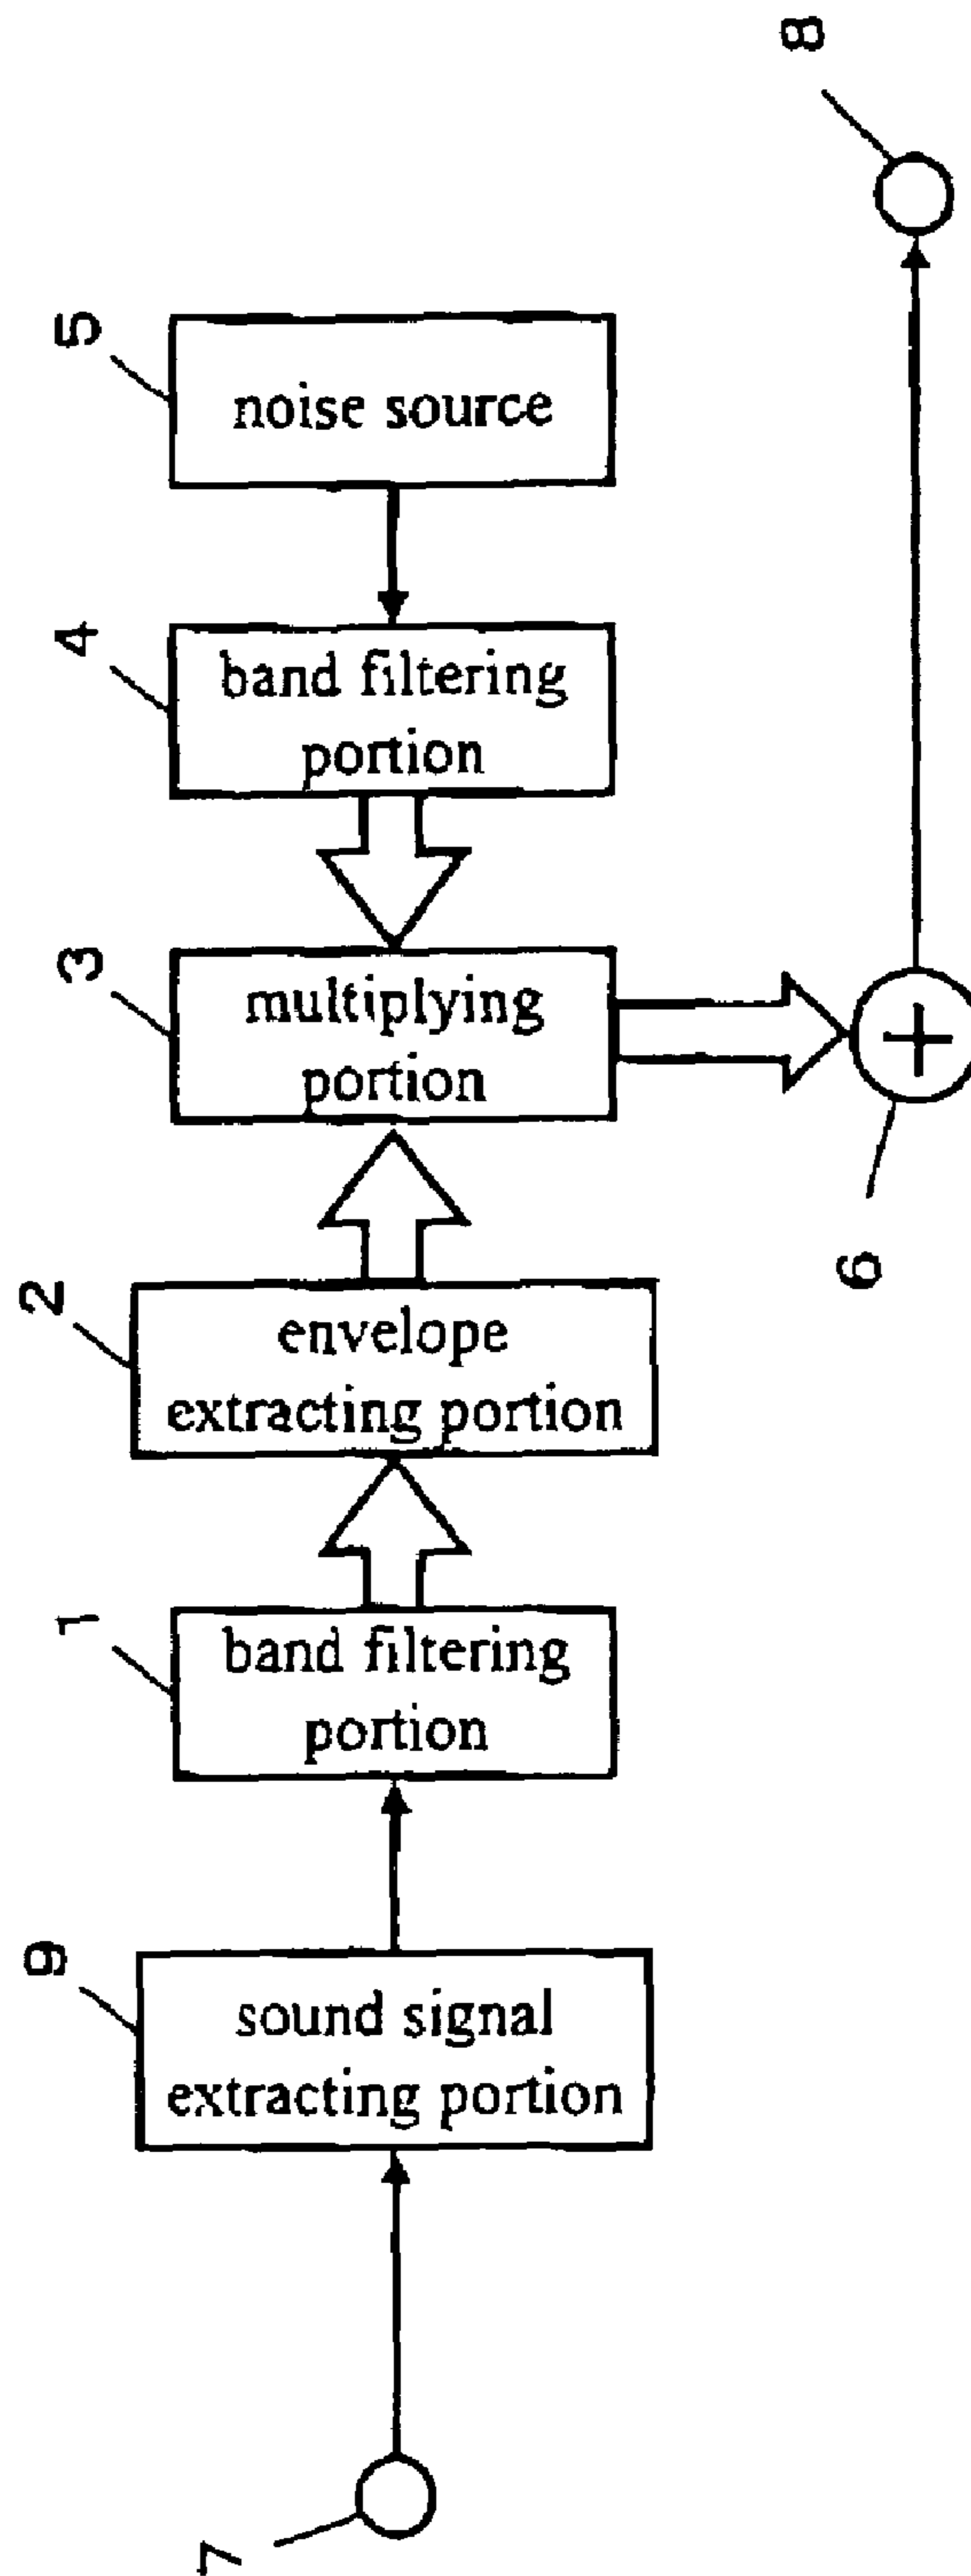 8
5
noise source
4
band filtering
portion
3
multiplying
portion
2
envelope
extracting portion
6
1
band filtering
portion
9
sound signal
extracting portion
7